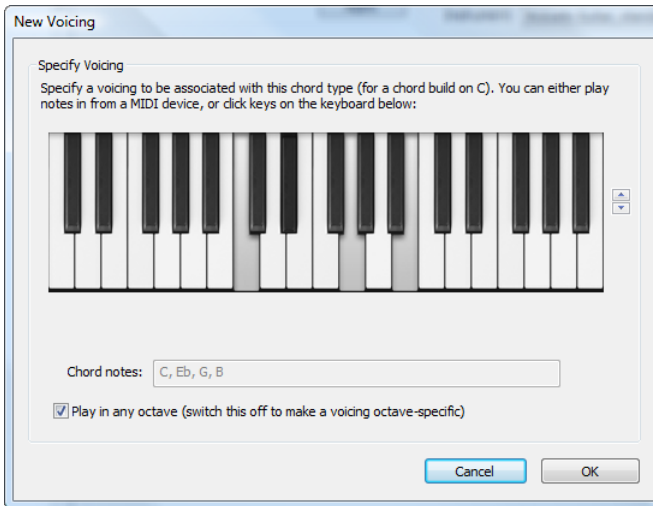 New Voicing
Specify Voicing
Specify a voicing to be associated with this chord type (for a chord build on C). You can either play
notes in from a MIDI device, or click keys on the keyboard below:
Chord notes: C, Eb, G, B
Play in any octave (switch this off to make a voicing octave-specific)
Cancel OK